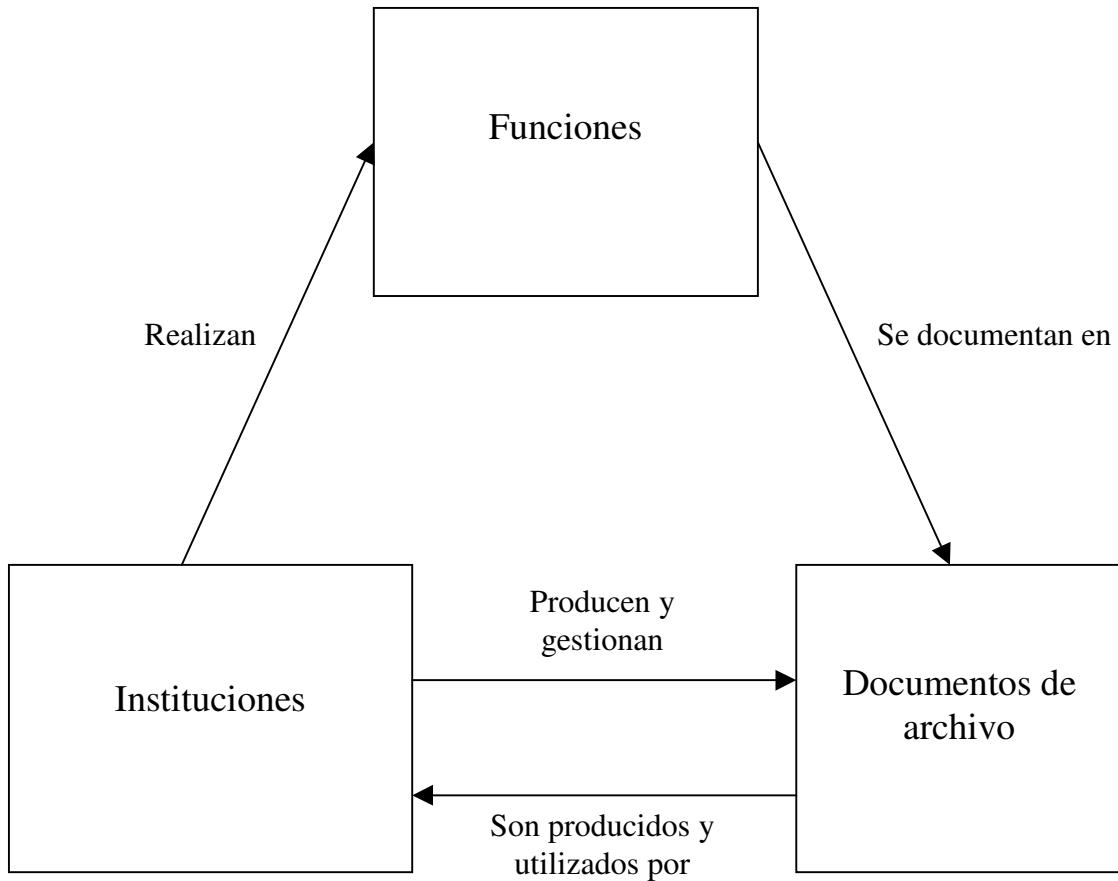 Funciones
Realizan
Se documentan en
Producen y
gestionan
Instituciones
Documentos de
archivo
Son producidos y
utilizados por